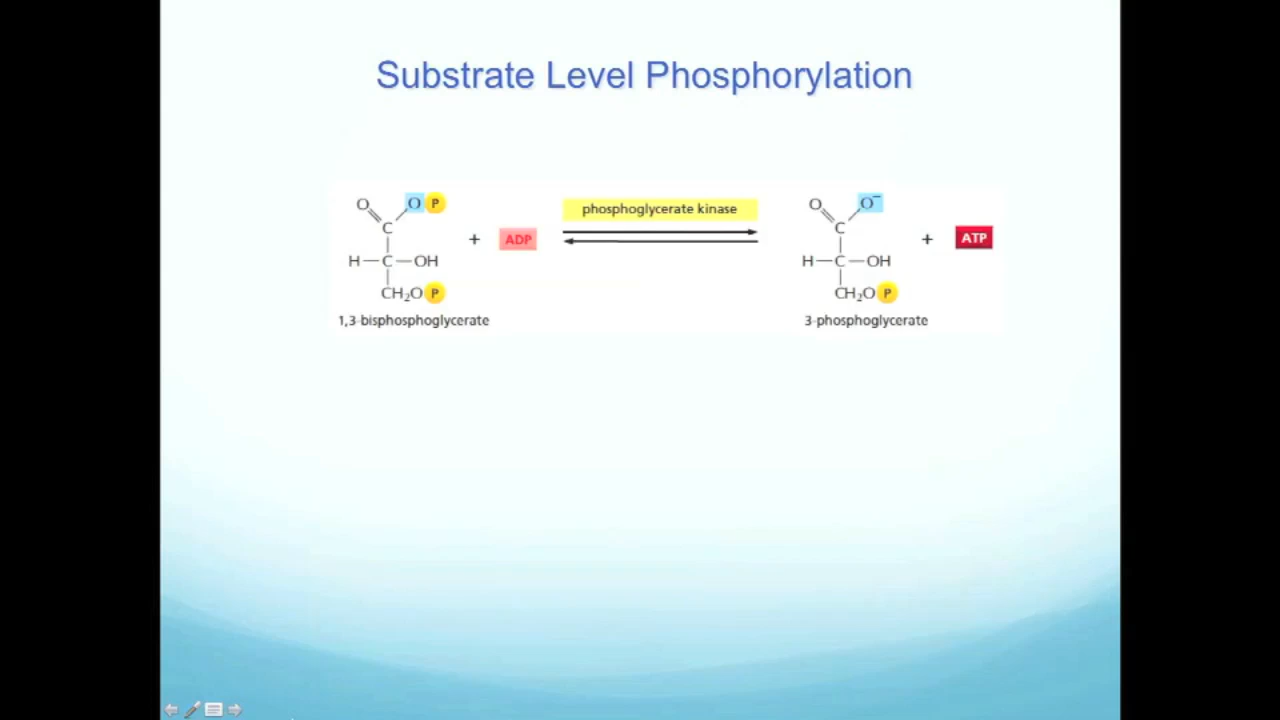 Substrate Level Phosphorylation
O O P
C
H—C—OH
CH₂O P
1,3-bisphosphoglycerate
+ ADP
phosphoglycerate kinase
O O⁻
C
H—C—OH
CH₂O P
3-phosphoglycerate
+ ATP